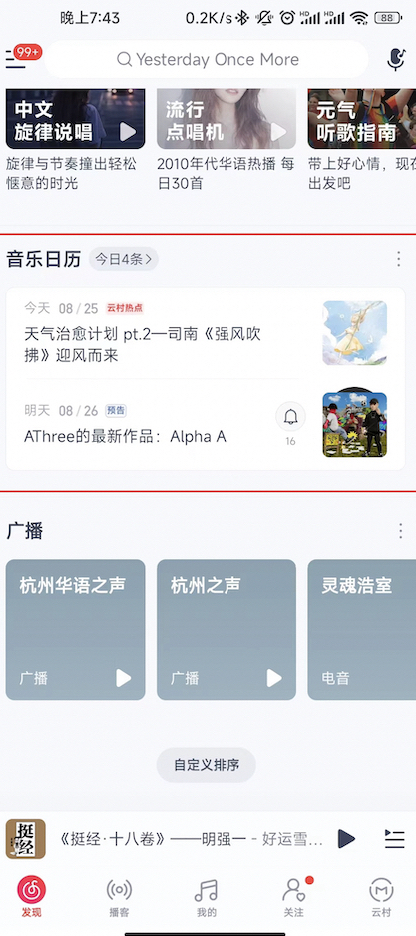 晚上7:43
0.2K/s
HD
HD
88
99+
Yesterday Once More
中文
旋律说唱
流行
点唱机
元气
听歌指南
旋律与节奏撞出轻松
惬意的时光
2010年代华语热播 每
日30首
带上好心情，现在
出发吧
音乐日历
今日4条
今天 08/25 云村热点
天气治愈计划 pt.2—司南《强风吹
拂》迎风而来
明天 08/26 预告
AThree的最新作品：Alpha A
16
广播
杭州华语之声
广播
杭州之声
广播
灵魂浩室
电音
自定义排序
挺
经
《挺经·十八卷》——明强一 - 好运雪...
发现
播客
我的
关注
云村